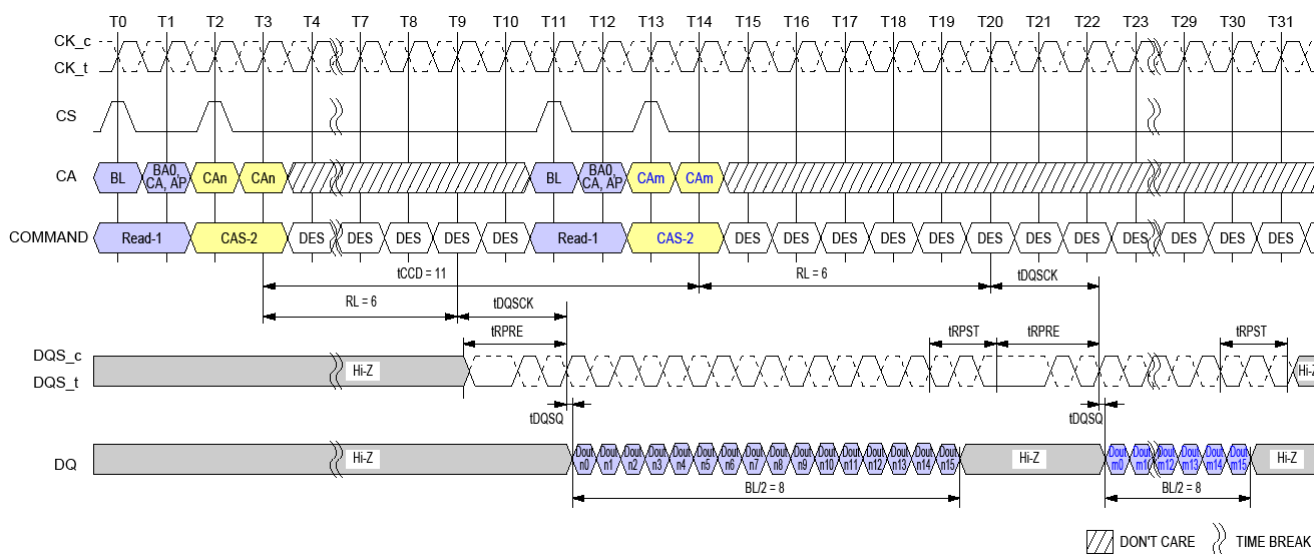 T0 T1 T2 T3 T4 T7 T8 T9 T10 T11 T12 T13 T14 T15 T16 T17 T18 T19 T20 T21 T22 T23 T29 T30 T31
CK_c
CK_t
CS
CA BL BA0, CA, AP CAn CAn BL BA0, CA, AP CAm CAm
COMMAND Read-1 CAS-2 DES DES DES DES DES Read-1 CAS-2 DES DES DES DES DES DES DES DES DES DES DES DES
tCCD = 11 RL = 6 tDQSCK
RL = 6 tDQSCK
tRPRE tRPST tRPRE tRPST
DQS_c
DQS_t
Hi-Z Hi-Z
tDQSQ tDQSQ
DQ Hi-Z Dout n0 Dout n1 Dout n2 Dout n3 Dout n4 Dout n5 Dout n6 Dout n7 Dout n8 Dout n9 Dout n10 Dout n11 Dout n12 Dout n13 Dout n14 Dout n15 Hi-Z Dout m0 Dout m1 Dout m12 Dout m13 Dout m14 Dout m15 Hi-Z
BL/2 = 8 BL/2 = 8
DON'T CARE TIME BREAK